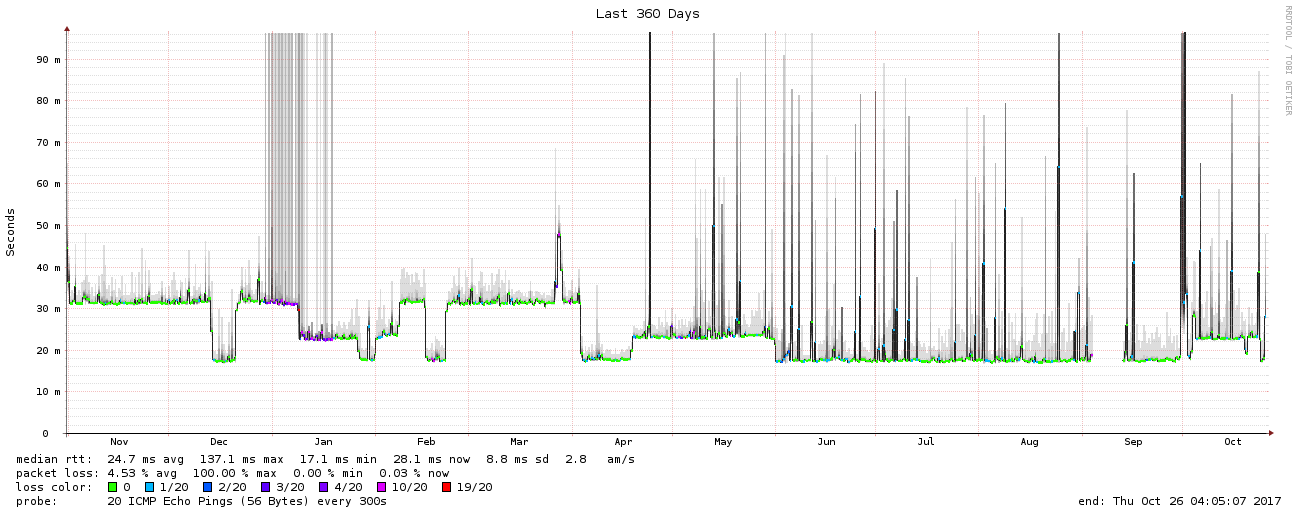 Last 360 Days
RRDTOOL / TOBI OETIKER
Seconds
90 m
80 m
70 m
60 m
50 m
40 m
30 m
20 m
10 m
0
Nov Dec Jan Feb Mar Apr May Jun Jul Aug Sep Oct
median rtt: 24.7 ms avg 137.1 ms max 17.1 ms min 28.1 ms now 8.8 ms sd 2.8 am/s
packet loss: 4.53 % avg 100.00 % max 0.00 % min 0.03 % now
loss color: 0 1/20 2/20 3/20 4/20 10/20 19/20
probe: 20 ICMP Echo Pings (56 Bytes) every 300s end: Thu Oct 26 04:05:07 2017